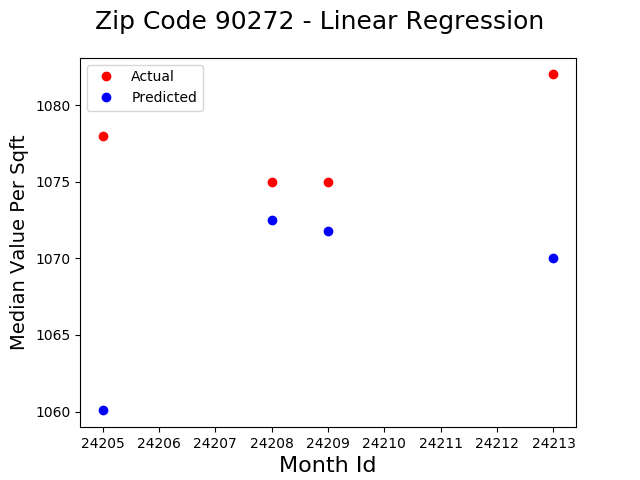 Zip Code 90272 - Linear Regression
Actual
Predicted
Median Value Per Sqft
1080
1075
1070
1065
1060
24205 24206 24207 24208 24209 24210 24211 24212 24213
Month Id